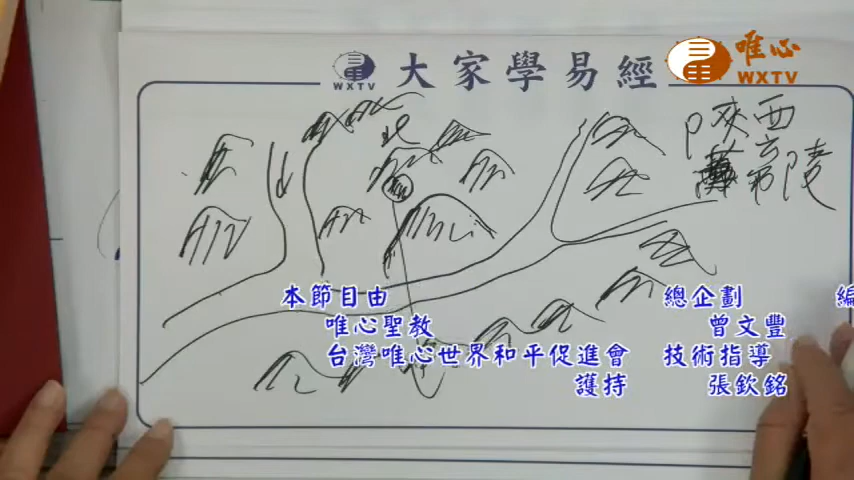 唯心
WXTV
WXTV
大家學易經
北
陝西
本節目由
總企劃
編
唯心聖教
曾文豐
台灣唯心世界和平促進會
技術指導
護持
張欽銘